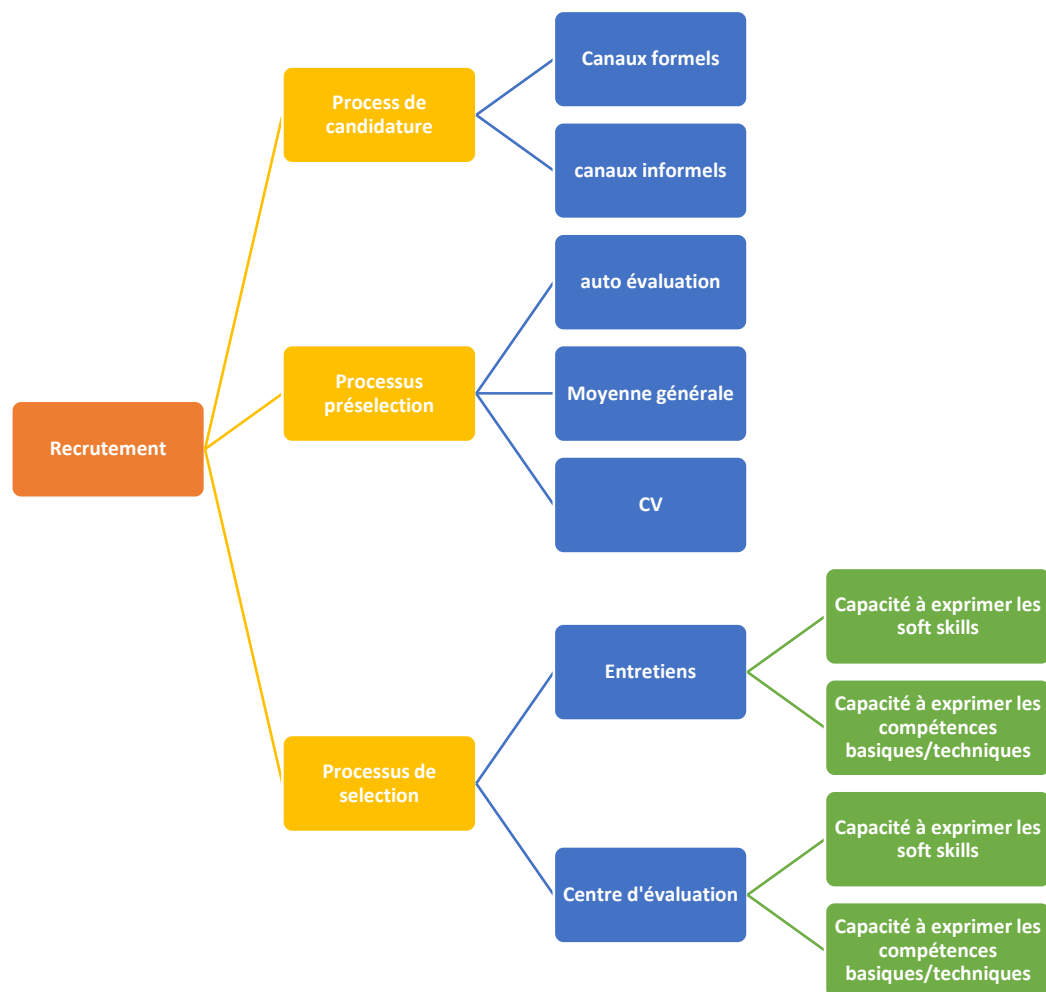 Recrutement
Process de
candidature
Canaux formels
canaux informels
Processus
préselection
auto évaluation
Moyenne générale
CV
Processus de
selection
Entretiens
Capacité à exprimer les
soft skills
Capacité à exprimer les
compétences
basiques/techniques
Centre d'évaluation
Capacité à exprimer les
soft skills
Capacité à exprimer les
compétences
basiques/techniques